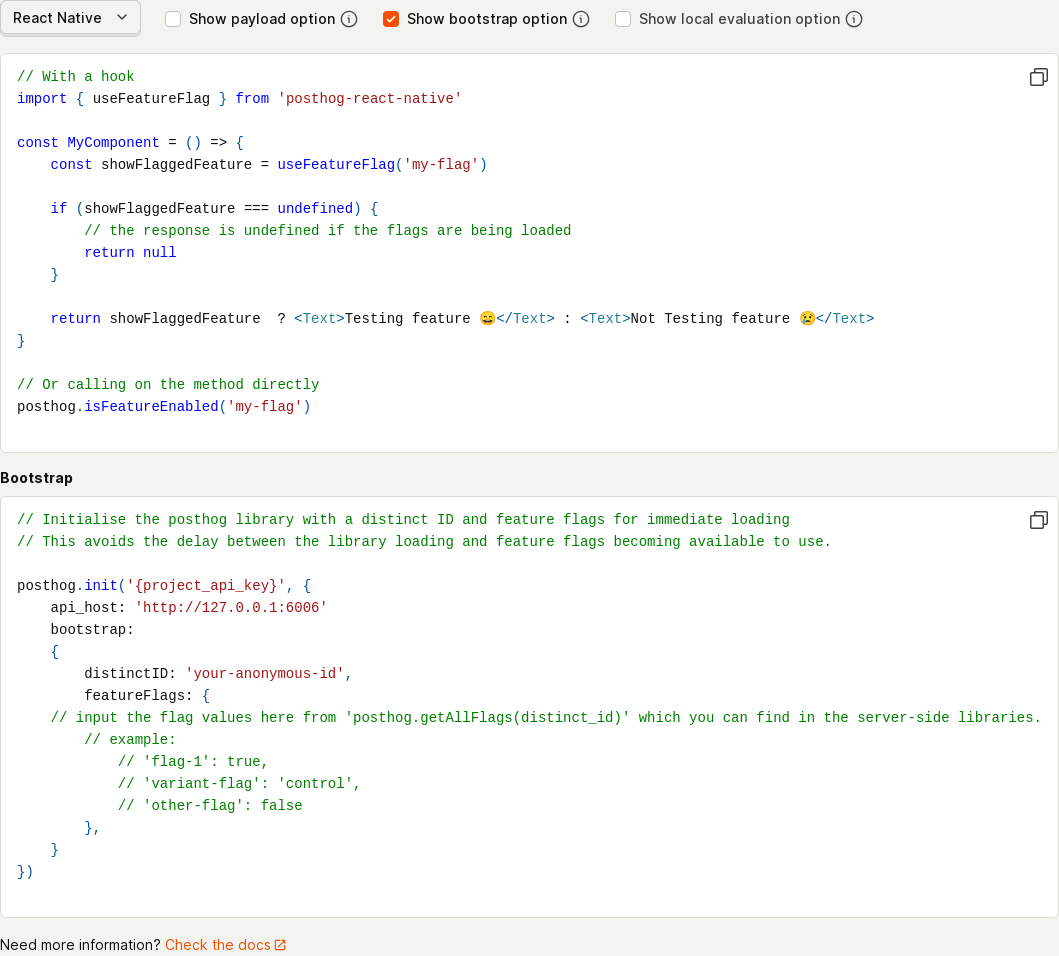 React Native Show payload option Show bootstrap option Show local evaluation option
// With a hook
import { useFeatureFlag } from 'posthog-react-native'

const MyComponent = () => {
    const showFlaggedFeature = useFeatureFlag('my-flag')

    if (showFlaggedFeature === undefined) {
        // the response is undefined if the flags are being loaded
        return null
    }

    return showFlaggedFeature  ? <Text>Testing feature 😄</Text> : <Text>Not Testing feature 😢</Text>
}

// Or calling on the method directly
posthog.isFeatureEnabled('my-flag')

Bootstrap
// Initialise the posthog library with a distinct ID and feature flags for immediate loading
// This avoids the delay between the library loading and feature flags becoming available to use.

posthog.init('{project_api_key}', {
    api_host: 'http://127.0.0.1:6006'
    bootstrap:
    {
        distinctID: 'your-anonymous-id',
        featureFlags: {
    // input the flag values here from 'posthog.getAllFlags(distinct_id)' which you can find in the server-side libraries.
        // example:
            // 'flag-1': true,
            // 'variant-flag': 'control',
            // 'other-flag': false
        },
    }
})

Need more information? Check the docs